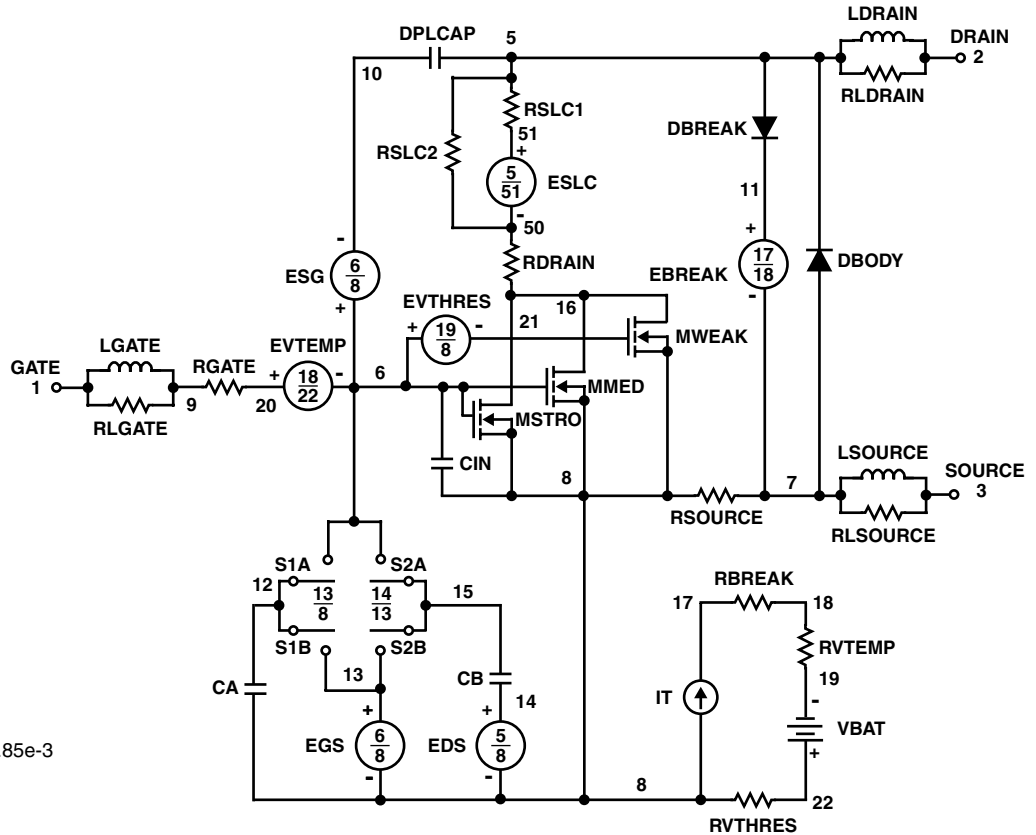 LDRAIN
DPLCAP
5
DRAIN
2
10
RLDRAIN
RSLC1
DBREAK
51
RSLC2
+
5
51
ESLC
11
-
50
-
+
RDRAIN
17
18
6
8
ESG
EBREAK
DBODY
+
EVTHRES
-
16
+
19
8
-
21
MWEAK
LGATE
EVTEMP
GATE
1
RGATE
+
18
22
-
6
MMED
9
20
MSTRO
RLGATE
LSOURCE
CIN
8
7
SOURCE
3
RSOURCE
RLSOURCE
S1A
S2A
RBREAK
12
13
8
14
13
15
17
18
S1B
S2B
RVTEMP
13
CB
19
CA
14
IT
-
+
+
VBAT
EGS
6
8
EDS
5
8
.85e-3
+
-
-
8
22
RVTHRES